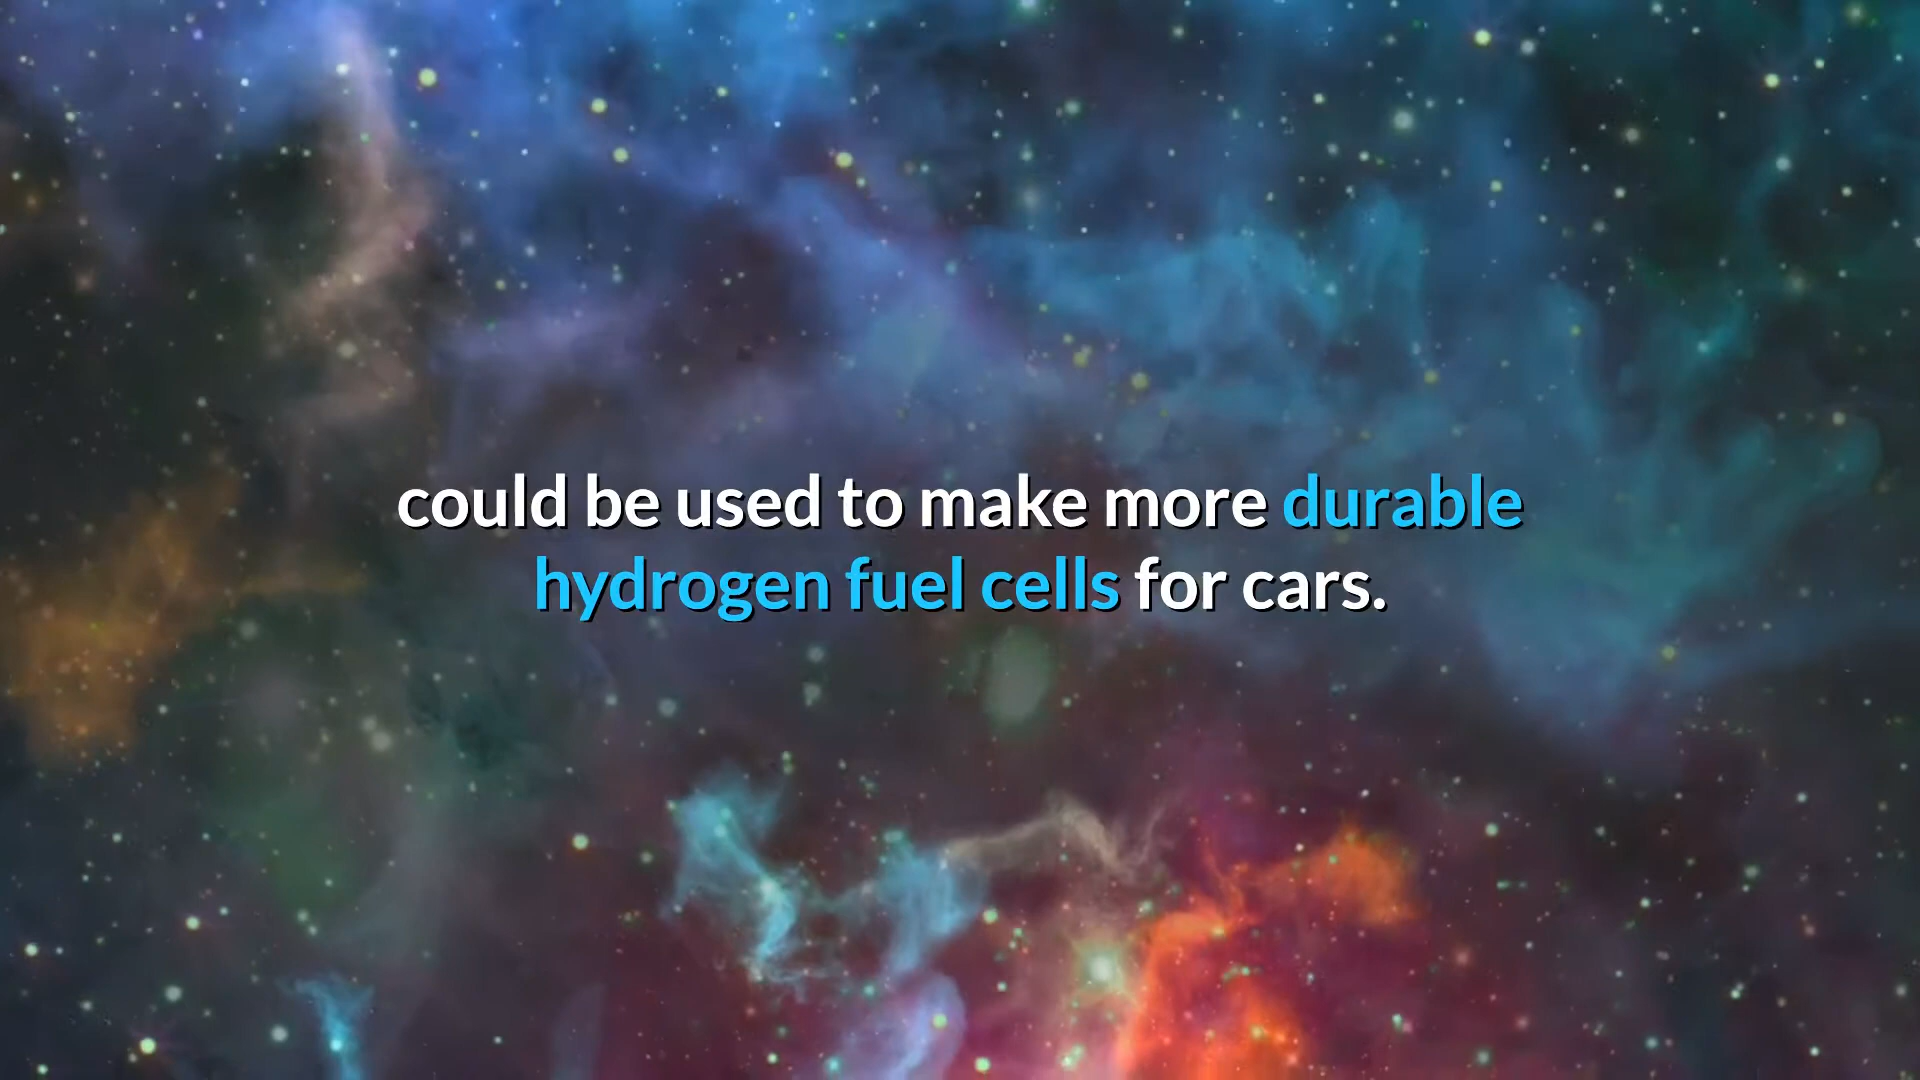 could be used to make more durable
hydrogen fuel cells for cars.